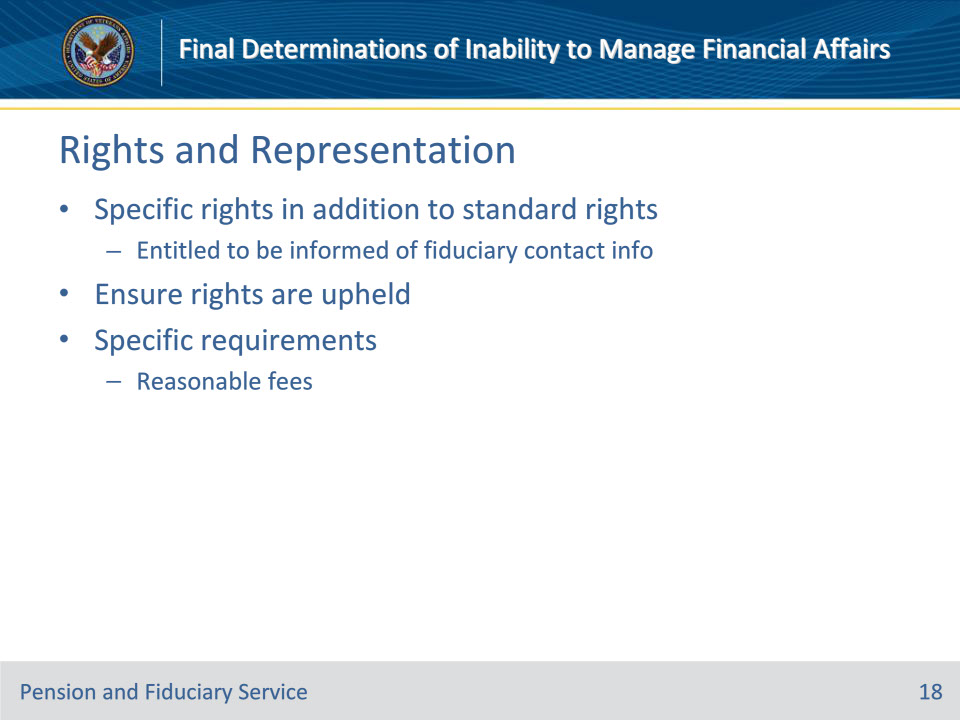 DEPARTMENT OF VETERANS AFFAIRS
UNITED STATES OF AMERICA
Final Determinations of Inability to Manage Financial Affairs
Rights and Representation
• Specific rights in addition to standard rights
– Entitled to be informed of fiduciary contact info
• Ensure rights are upheld
• Specific requirements
– Reasonable fees
Pension and Fiduciary Service
18